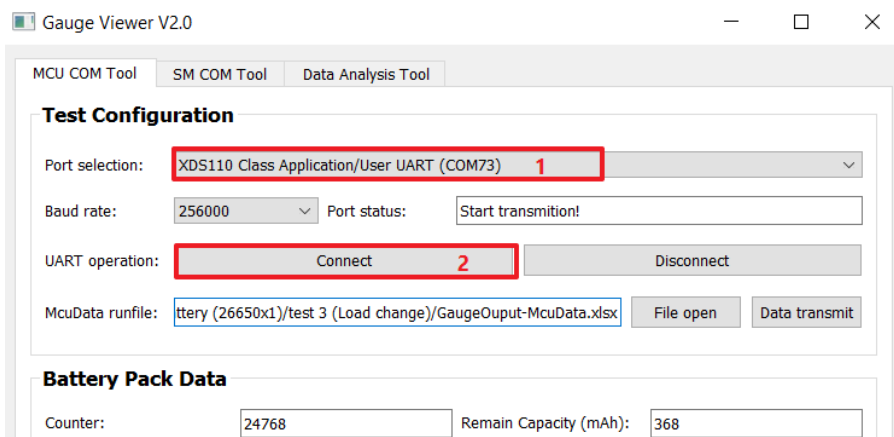 Gauge Viewer V2.0
MCU COM Tool SM COM Tool Data Analysis Tool
Test Configuration
Port selection: XDS110 Class Application/User UART (COM73) 1
Baud rate: 256000 Port status: Start transmition!
UART operation: Connect 2 Disconnect
McuData runfile: ttery (26650x1)/test 3 (Load change)/GaugeOuput-McuData.xlsx File open Data transmit
Battery Pack Data
Counter: 24768 Remain Capacity (mAh): 368